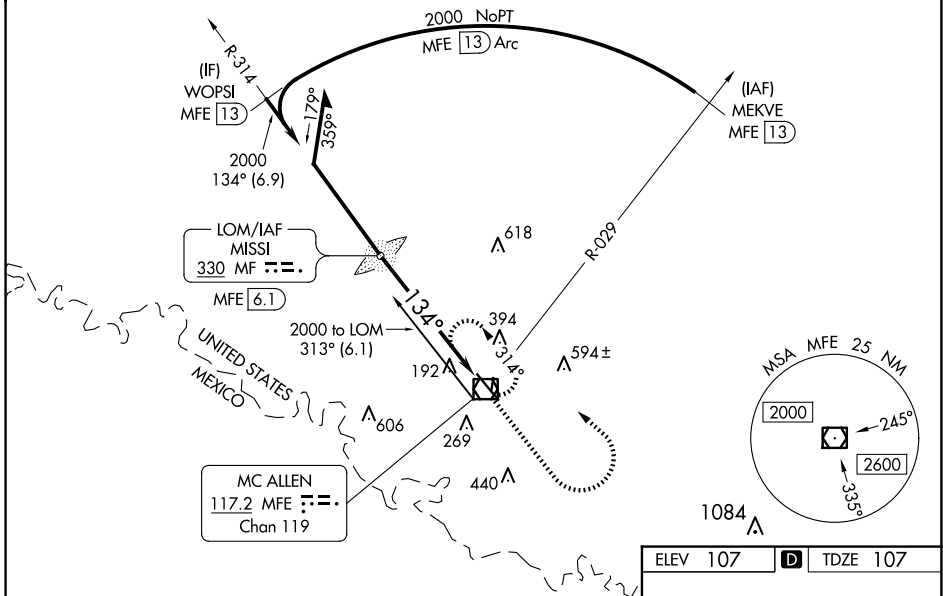 2000 NoPT
MFE 13 Arc
R-314
(IF)
WOPSI
MFE 13
179°
359°
2000
134° (6.9)
(IAF)
MEKVE
MFE 13
R-029
LOM/IAF
MISSI
330 MF
MFE 6.1
618
134°
2000 to LOM
313° (6.1)
394
314°
594±
192
UNITED STATES
MEXICO
606
269
440
MC ALLEN
117.2 MFE
Chan 119
MSA MFE 25 NM
2000
245°
2600
335°
1084
ELEV 107 D TDZE 107